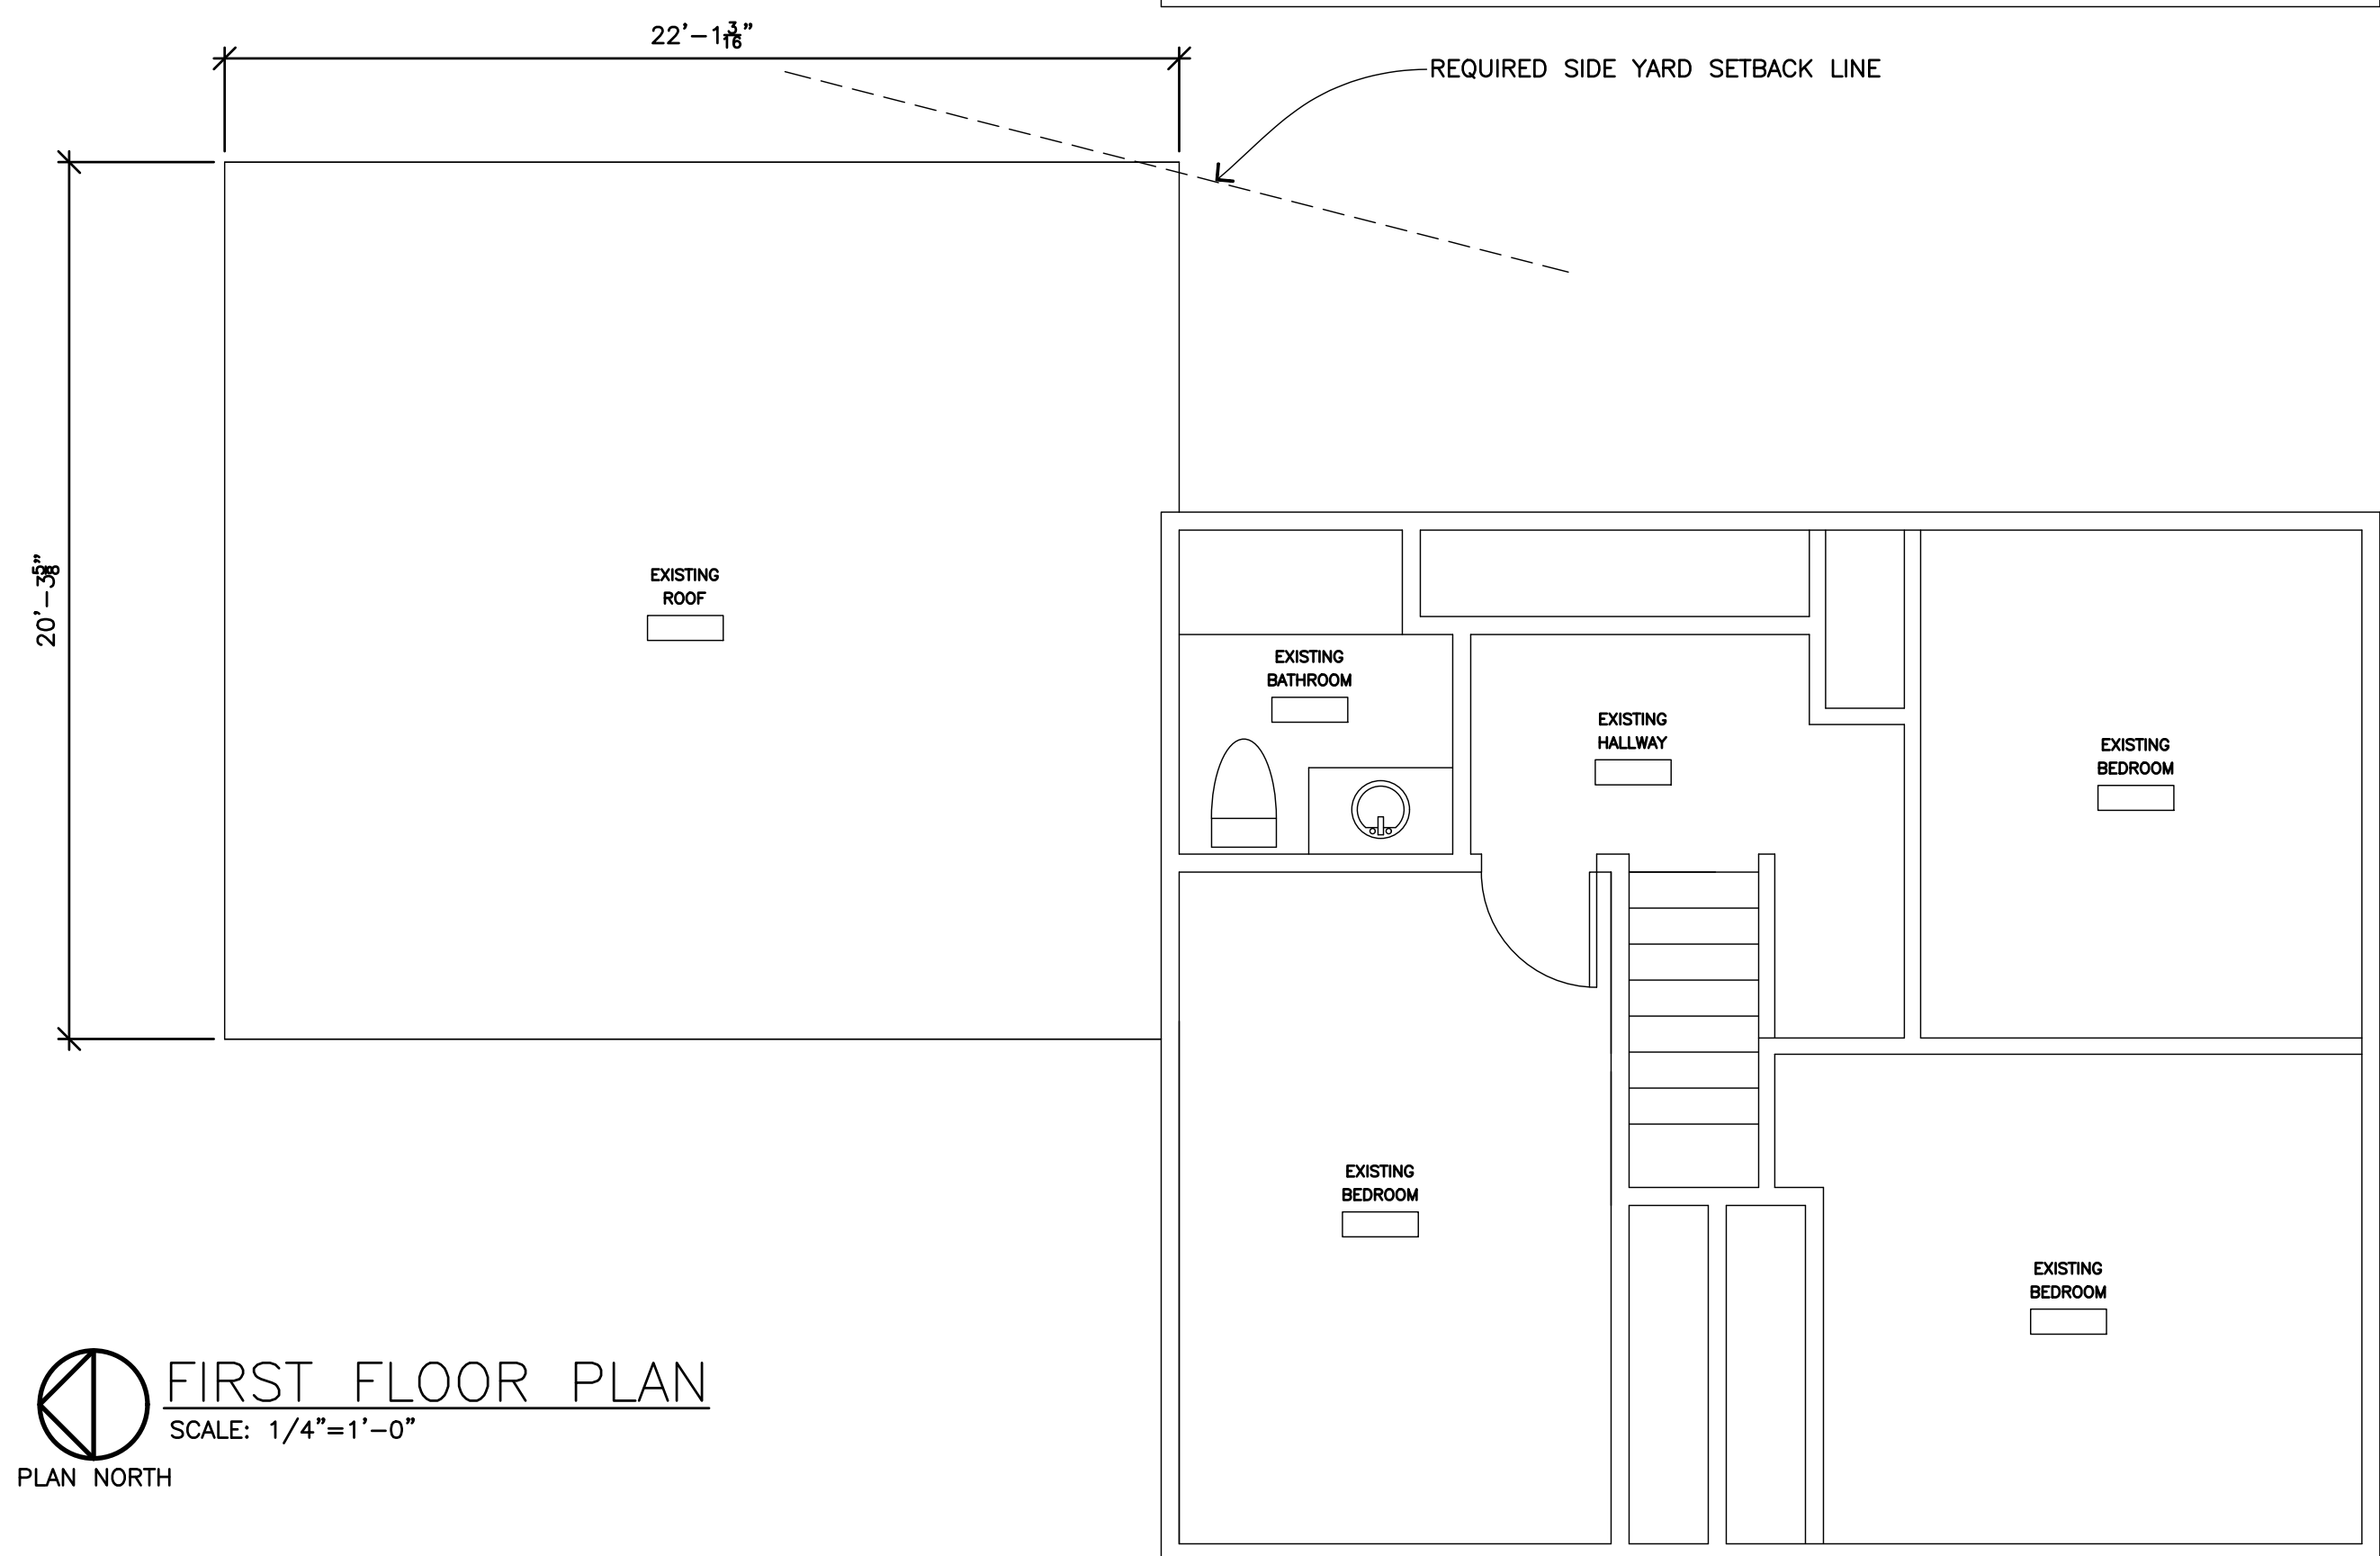 22'-1 3/16"
REQUIRED SIDE YARD SETBACK LINE
20'-3 5/8"
EXISTING
ROOF
EXISTING
BATHROOM
EXISTING
HALLWAY
EXISTING
BEDROOM
EXISTING
BEDROOM
EXISTING
BEDROOM
FIRST FLOOR PLAN
SCALE: 1/4"=1'-0"
PLAN NORTH